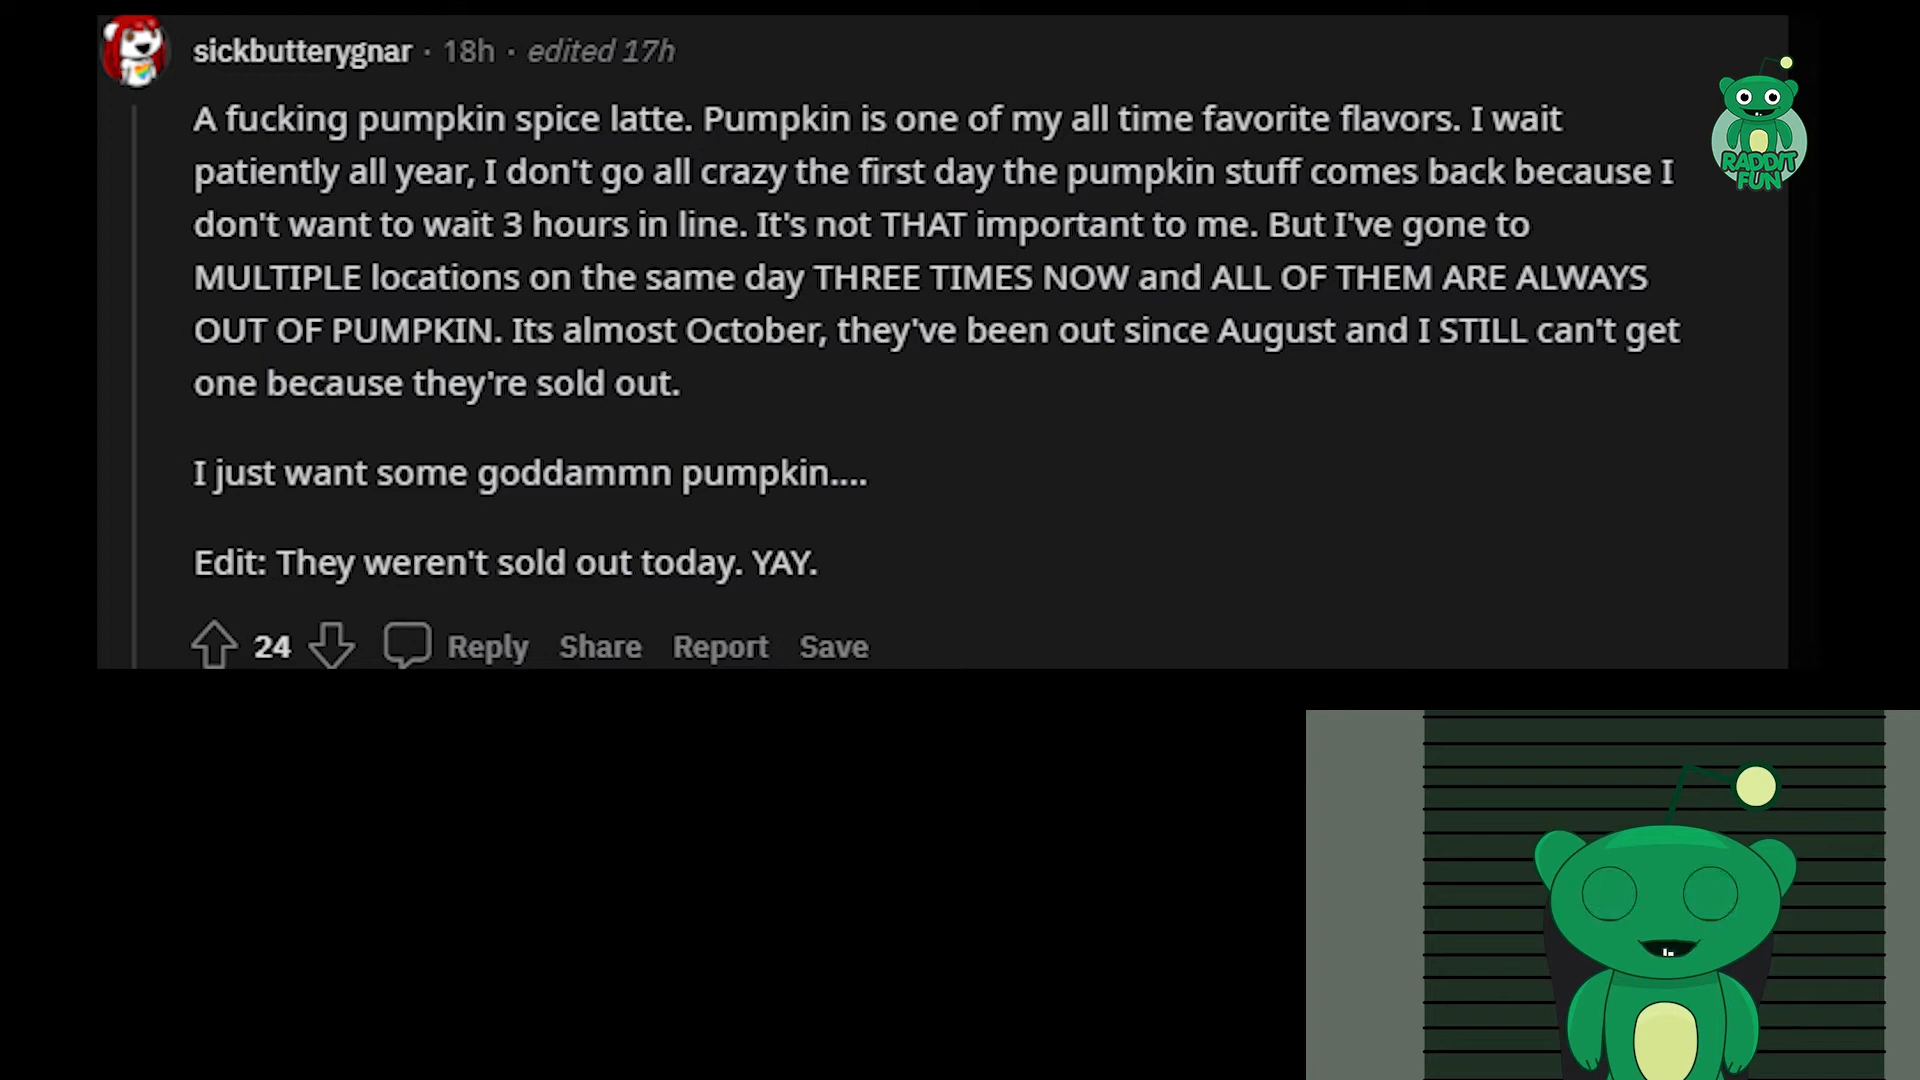 sickbutterygnar · 18h · edited 17h
A fucking pumpkin spice latte. Pumpkin is one of my all time favorite flavors. I wait
patiently all year, I don't go all crazy the first day the pumpkin stuff comes back because I
don't want to wait 3 hours in line. It's not THAT important to me. But I've gone to
MULTIPLE locations on the same day THREE TIMES NOW and ALL OF THEM ARE ALWAYS
OUT OF PUMPKIN. Its almost October, they've been out since August and I STILL can't get
one because they're sold out.
I just want some goddammn pumpkin....
Edit: They weren't sold out today. YAY.
24 Reply Share Report Save
RADDIT
FUN